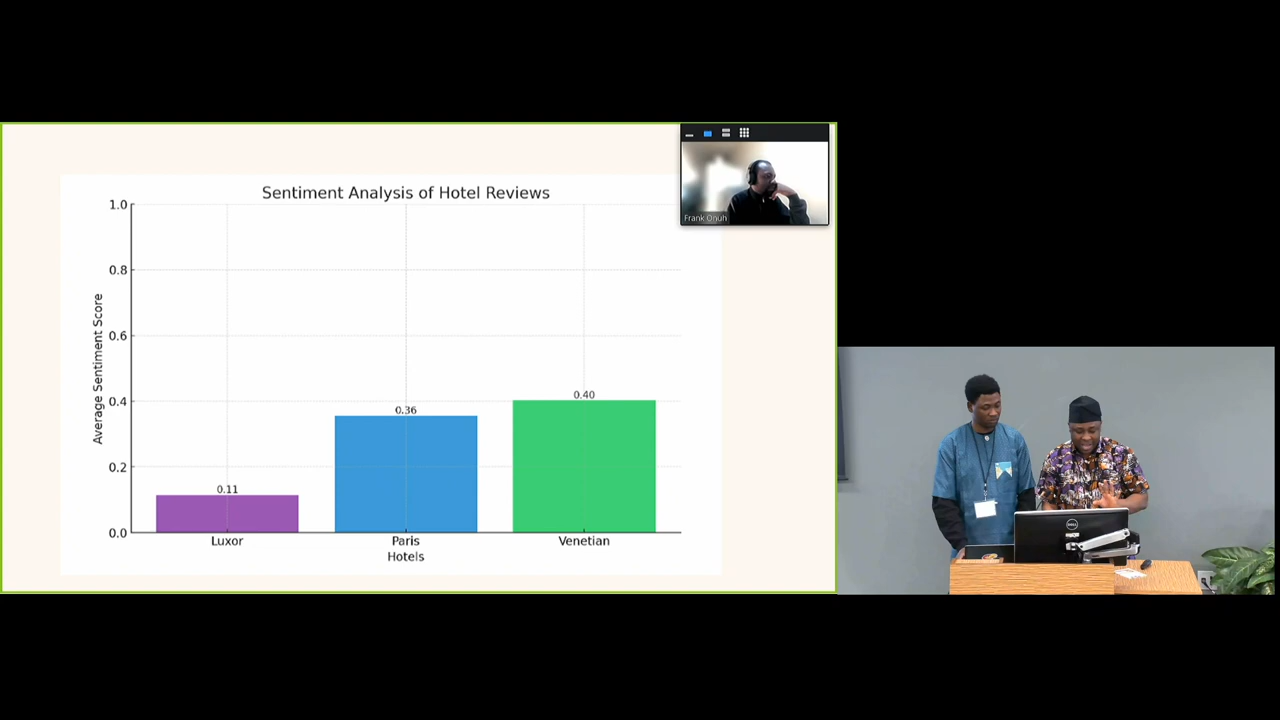 Sentiment Analysis of Hotel Reviews
Frank Onuh
1.0
0.8
0.6
0.4
0.2
0.0
Average Sentiment Score
0.11
0.36
0.40
Luxor
Paris
Venetian
Hotels
DELL